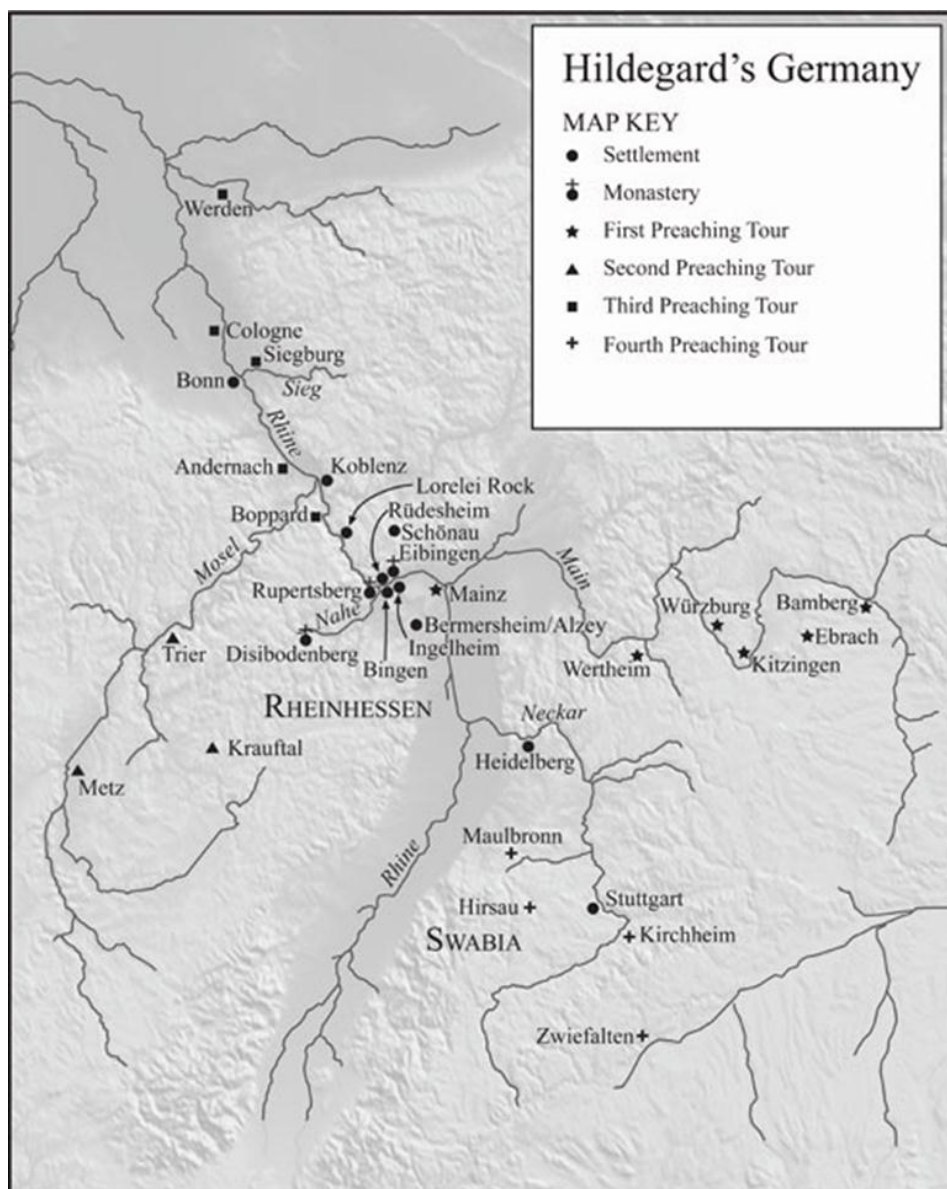 Hildegard's Germany
MAP KEY
Settlement
Monastery
First Preaching Tour
Second Preaching Tour
Third Preaching Tour
Fourth Preaching Tour
Werden
Cologne
Siegburg
Bonn
Sieg
Rhine
Andernach
Koblenz
Lorelei Rock
Rüdesheim
Boppard
Schönau
Eibingen
Mosel
Main
Rupertsberg
Mainz
Nahe
Würzburg
Bamberg
Bermersheim/Alzey
Ebrach
Trier
Disibodenberg
Ingelheim
Bingen
Wertheim
Kitzingen
RHEINHESSEN
Neckar
Krauftal
Heidelberg
Metz
Maulbronn
Rhine
Hirsau
Stuttgart
SWABIA
Kirchheim
Zwiefalten